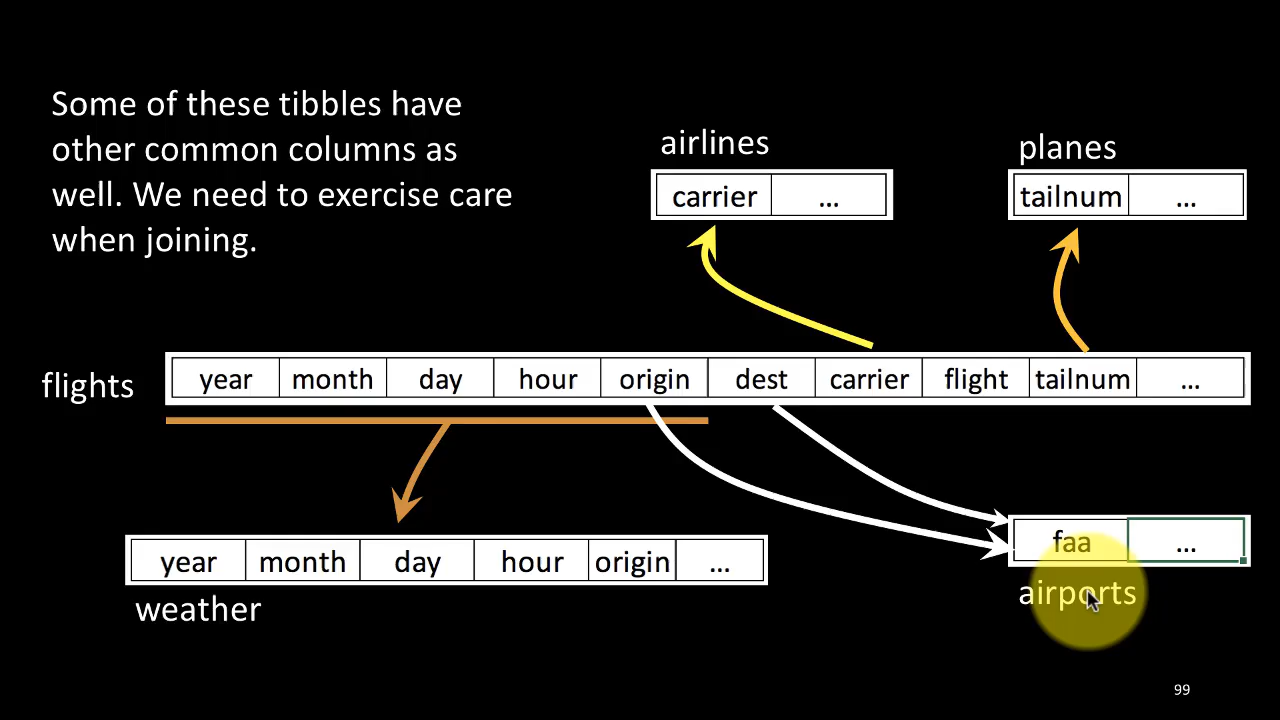 Some of these tibbles have
other common columns as
well. We need to exercise care
when joining.
airlines
carrier ...
planes
tailnum ...
flights
year month day hour origin dest carrier flight tailnum ...
year month day hour origin ...
weather
faa ...
airports
99